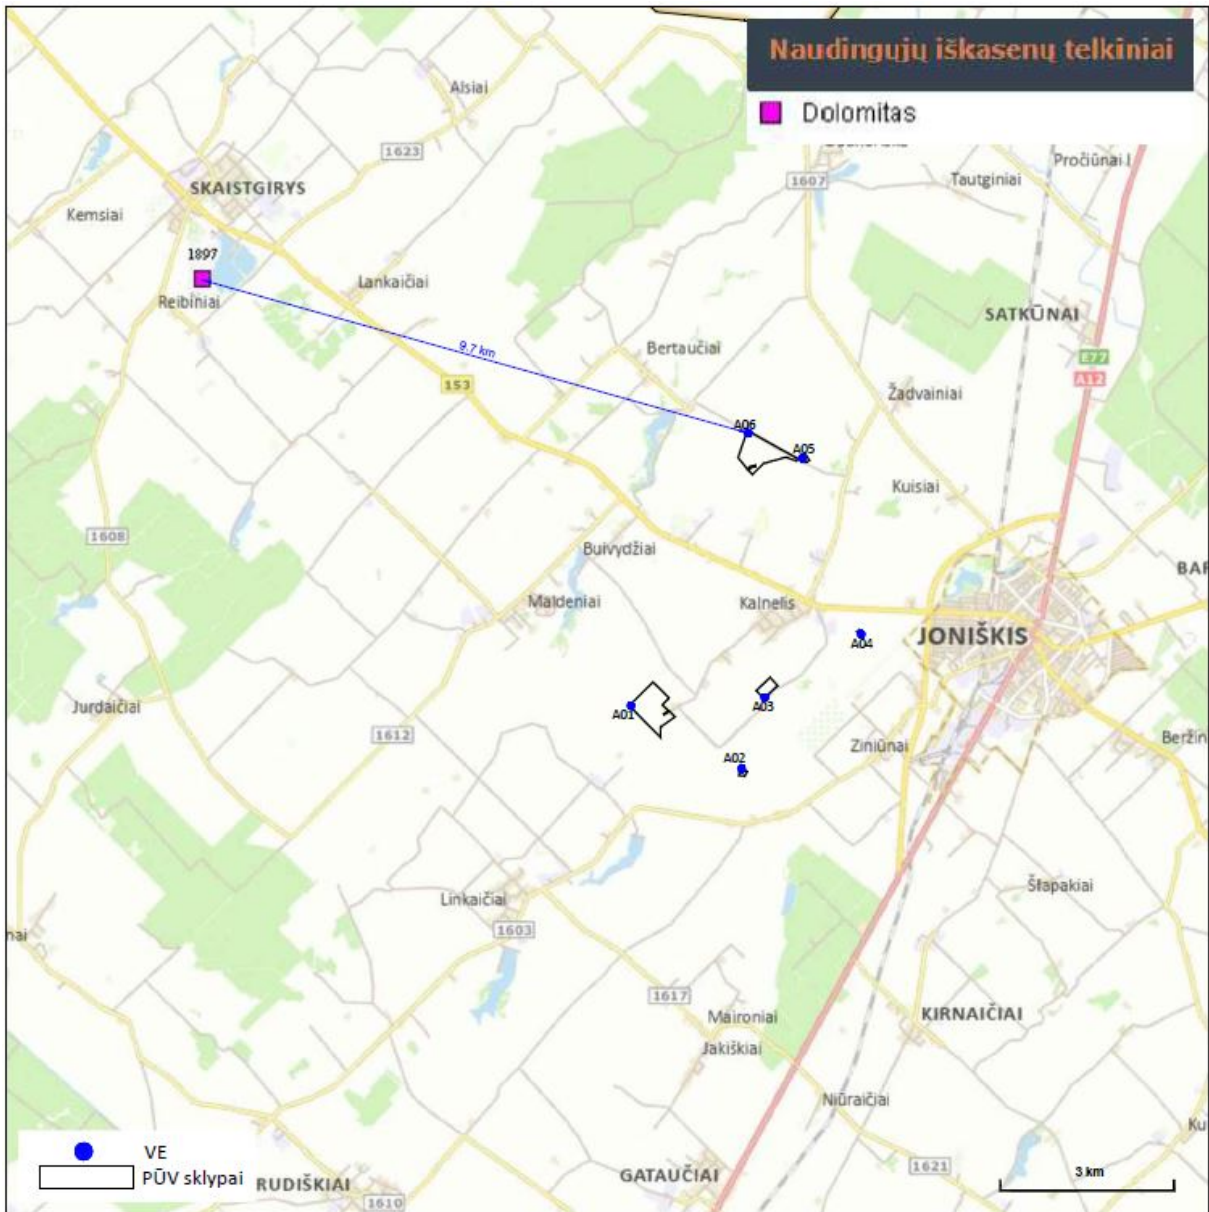 Naudingųjų iškasenų telkiniai
Dolomitas
Alsiai
1623
SKAISTGIRYS
Kemsiai
1897
Reibiniai
Lankaičiai
1607
Tautginiai
Pročiūnai I
SATKŪNAI
E77
A12
9.7 km
Bertaučiai
153
Žadvainiai
A06
A05
Kuisiai
1608
Buivydžiai
Maldeniai
Kalnelis
A04
JONIŠKIS
Jurdaičiai
A01
A03
1612
A02
Ziniūnai
Linkaičiai
1603
Šlapakiai
1617
Maironiai
Jakiškiai
KIRNAIČIAI
Niūraičiai
VE
PŪV sklypai
RUDIŠKIAI
1610
GATAUČIAI
1621
3 km